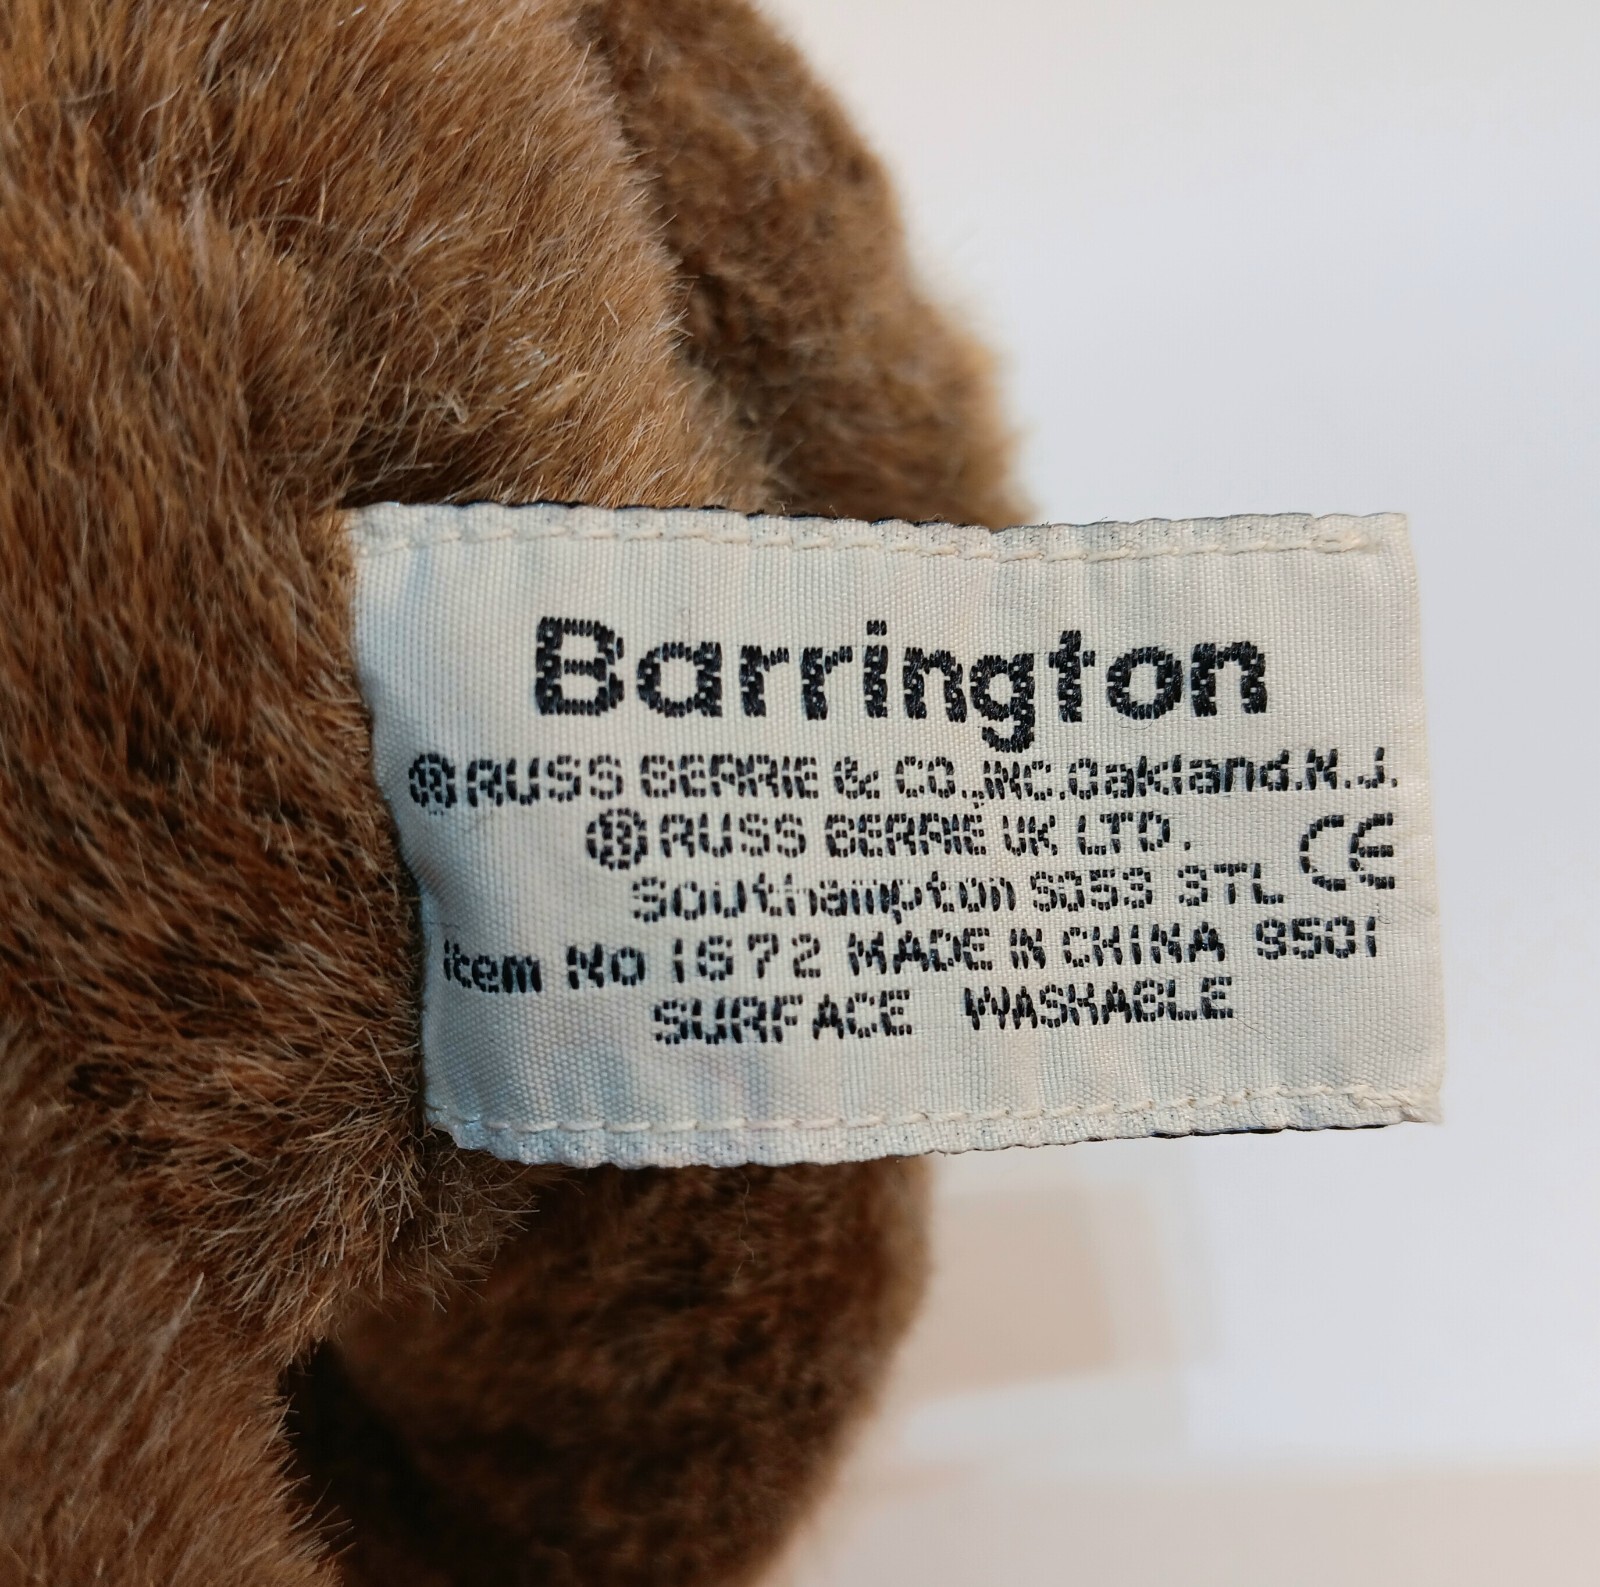 Barrington
® RUSS BERRIE & CO.,INC.Oakland.N.J.
® RUSS BERRIE UK LTD.
Southampton SO53 3TL CE
Item NO 1672 MADE IN CHINA 9501
SURFACE WASHABLE